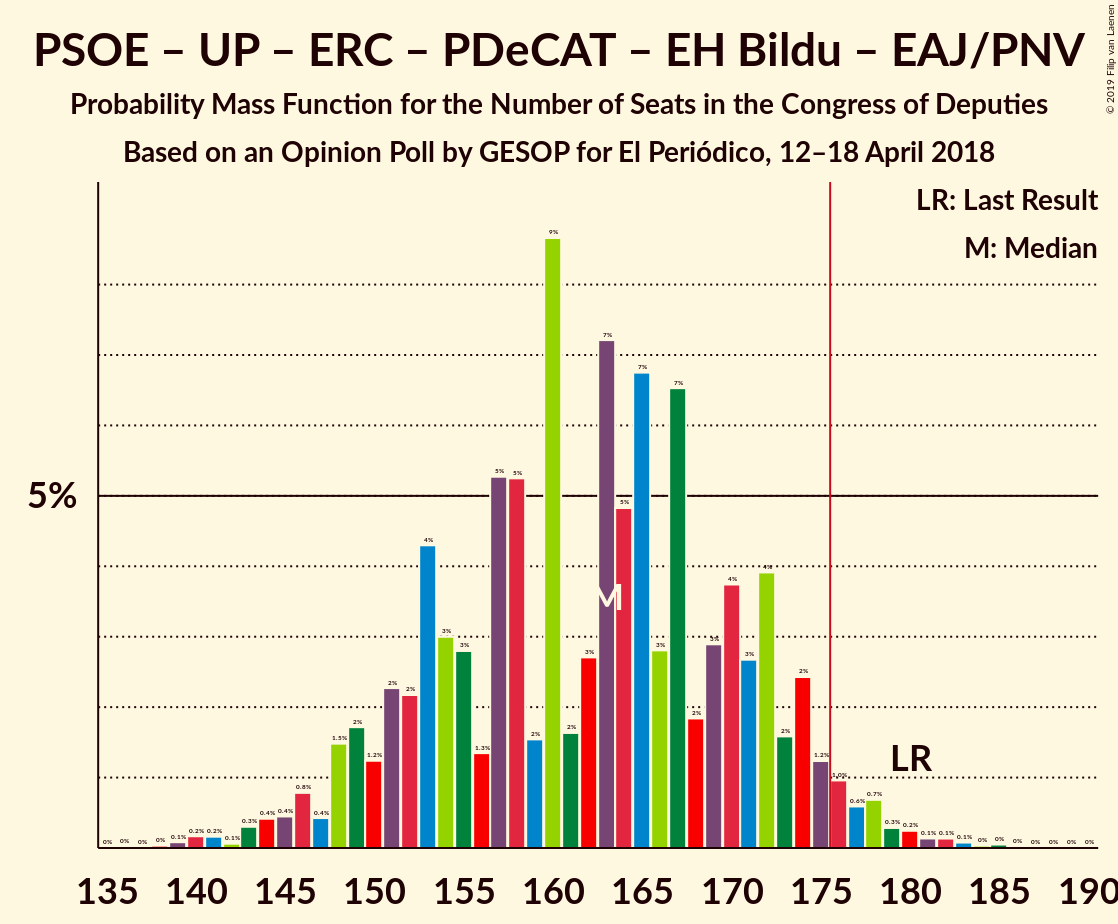 PSOE – UP – ERC – PDeCAT – EH Bildu – EAJ/PNV
Probability Mass Function for the Number of Seats in the Congress of Deputies
Based on an Opinion Poll by GESOP for El Periódico, 12–18 April 2018
© 2019 Filip van Laenen
LR: Last Result
M: Median
5%
0% 0% 0% 0% 0.1% 0.2% 0.2% 0.1% 0.3% 0.4% 0.4% 0.8% 0.4% 1.5% 2% 1.2% 2% 2% 4% 3% 3% 1.3% 5% 5% 2% 9% 2% 3% 7% 5% 7% 3% 7% 2% 3% 4% 3% 4% 2% 2% 1.2% 1.0% 0.6% 0.7% 0.3% 0.2% 0.1% 0.1% 0.1% 0% 0% 0% 0% 0% 0% 0%
M
LR
135 140 145 150 155 160 165 170 175 180 185 190